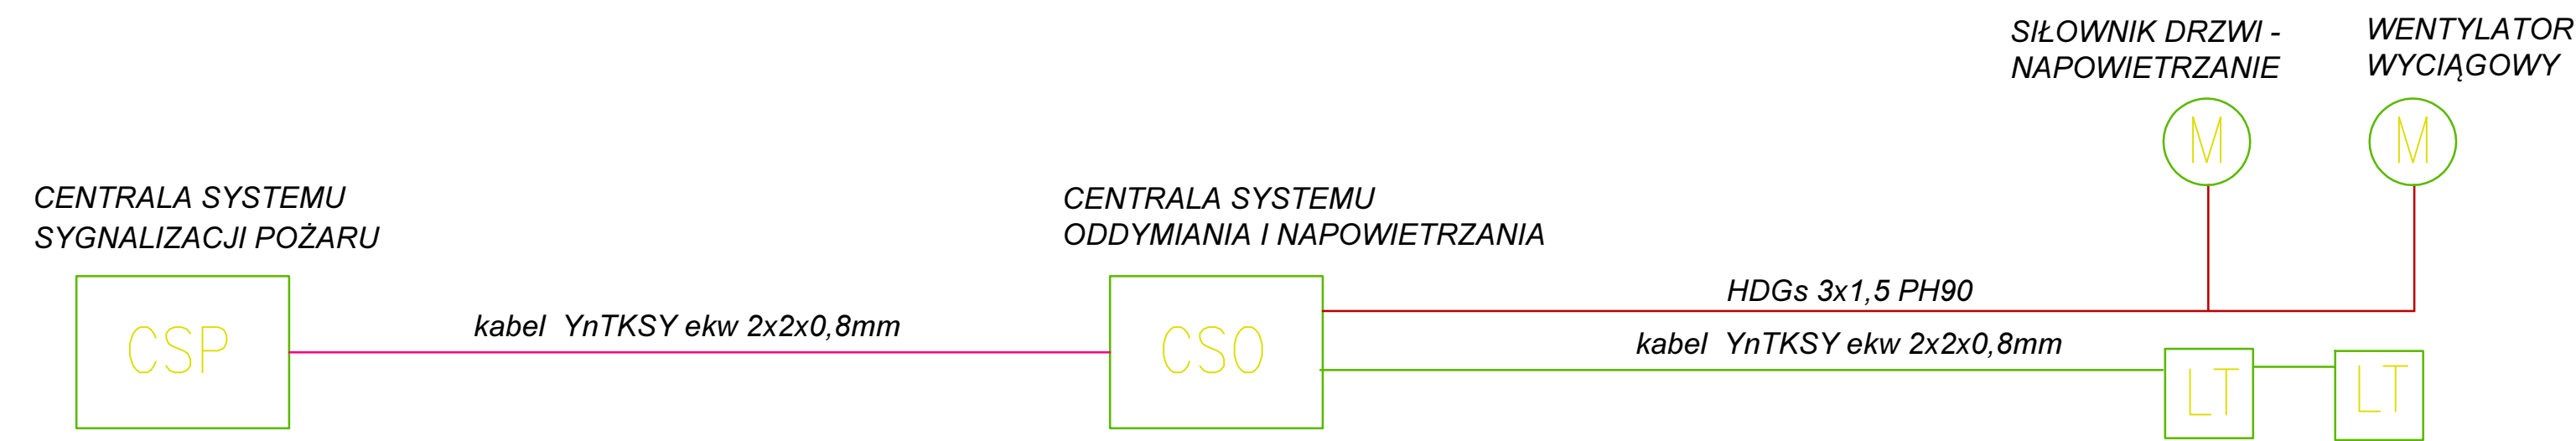 SIŁOWNIK DRZWI -
NAPOWIETRZANIE
WENTYLATOR
WYCIĄGOWY
M
M
CENTRALA SYSTEMU
SYGNALIZACJI POŻARU
CENTRALA SYSTEMU
ODDYMIANIA I NAPOWIETRZANIA
CSP
kabel YnTKSY ekw 2x2x0,8mm
CSO
HDGs 3x1,5 PH90
kabel YnTKSY ekw 2x2x0,8mm
LT
LT